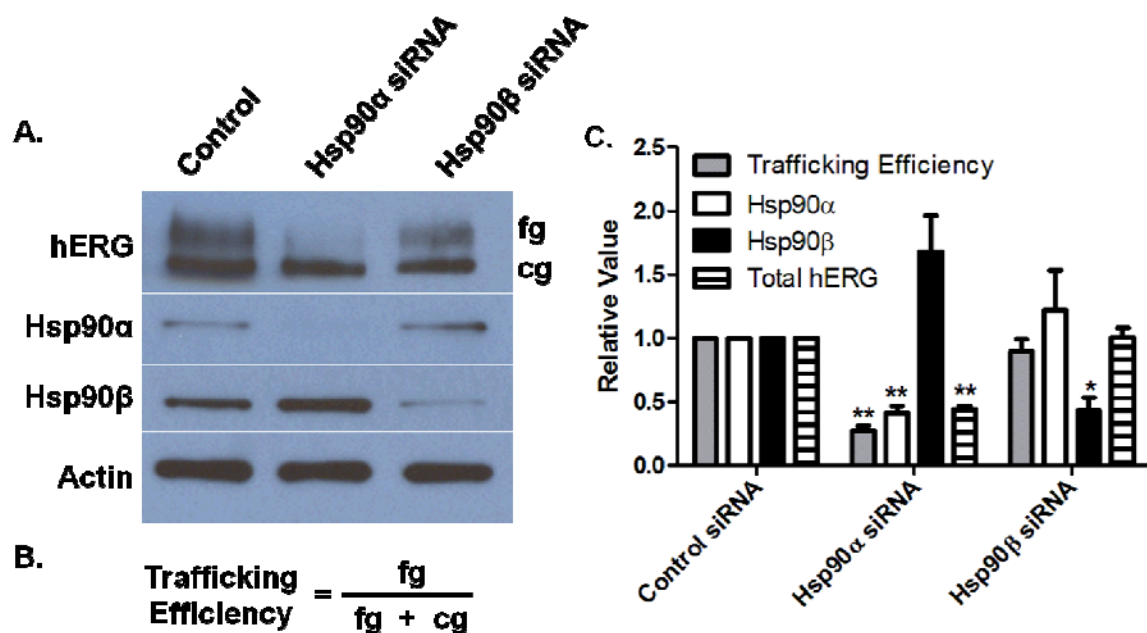 A.
Control
Hsp90α siRNA
Hsp90β siRNA
hERG
fg
cg
Hsp90α
Hsp90β
Actin
B.
Trafficking Efficiency = fg / fg + cg
C.
Trafficking Efficiency
Hsp90α
Hsp90β
Total hERG
Relative Value
2.5
2.0
1.5
1.0
0.5
0.0
** ** **
*
Control siRNA
Hsp90α siRNA
Hsp90β siRNA